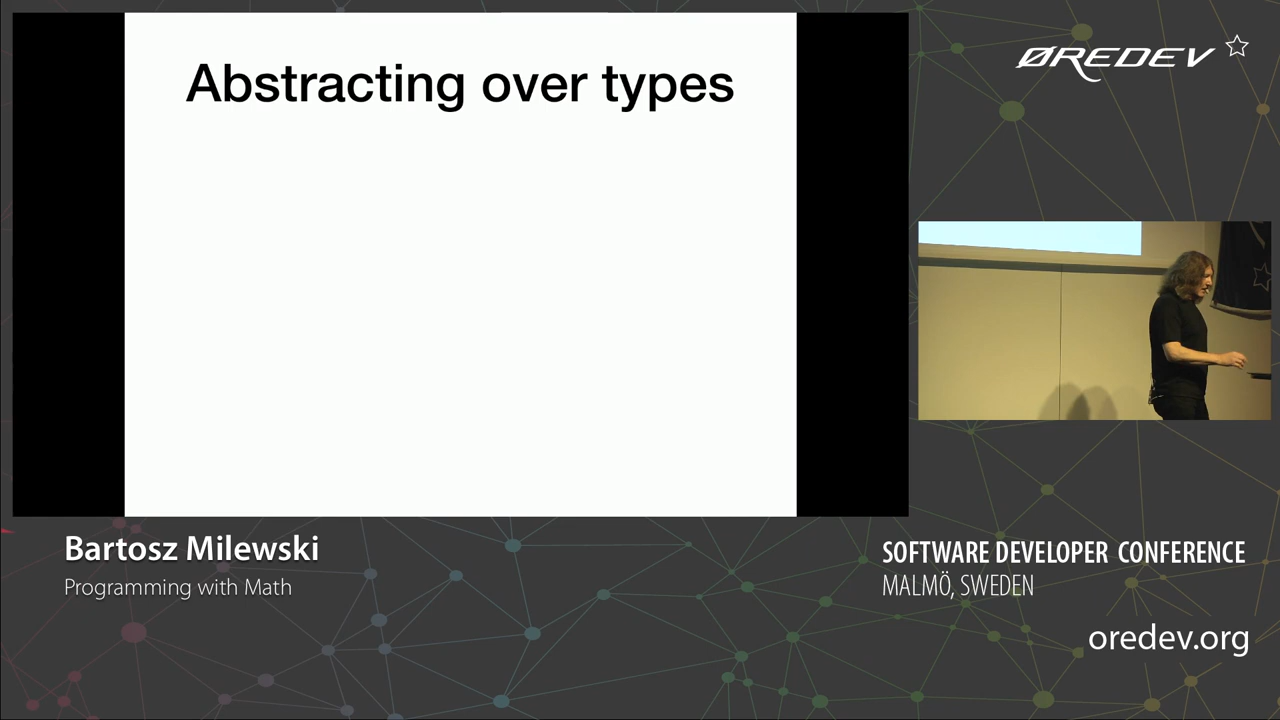 Abstracting over types
ØREDEV
Bartosz Milewski
Programming with Math
SOFTWARE DEVELOPER CONFERENCE
MALMÖ, SWEDEN
oredev.org